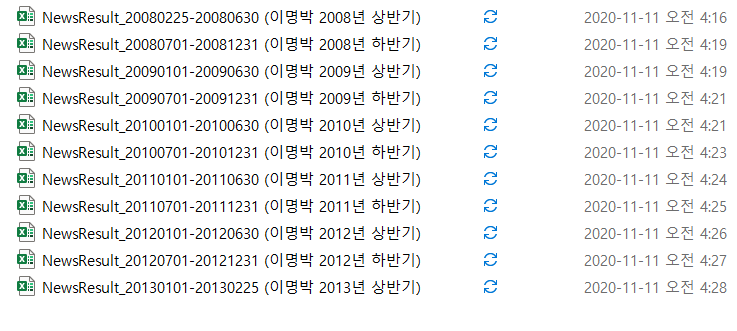 NewsResult_20080225-20080630 (이명박 2008년 상반기) 2020-11-11 오전 4:16
NewsResult_20080701-20081231 (이명박 2008년 하반기) 2020-11-11 오전 4:19
NewsResult_20090101-20090630 (이명박 2009년 상반기) 2020-11-11 오전 4:19
NewsResult_20090701-20091231 (이명박 2009년 하반기) 2020-11-11 오전 4:21
NewsResult_20100101-20100630 (이명박 2010년 상반기) 2020-11-11 오전 4:21
NewsResult_20100701-20101231 (이명박 2010년 하반기) 2020-11-11 오전 4:23
NewsResult_20110101-20110630 (이명박 2011년 상반기) 2020-11-11 오전 4:24
NewsResult_20110701-20111231 (이명박 2011년 하반기) 2020-11-11 오전 4:25
NewsResult_20120101-20120630 (이명박 2012년 상반기) 2020-11-11 오전 4:26
NewsResult_20120701-20121231 (이명박 2012년 하반기) 2020-11-11 오전 4:27
NewsResult_20130101-20130225 (이명박 2013년 상반기) 2020-11-11 오전 4:28